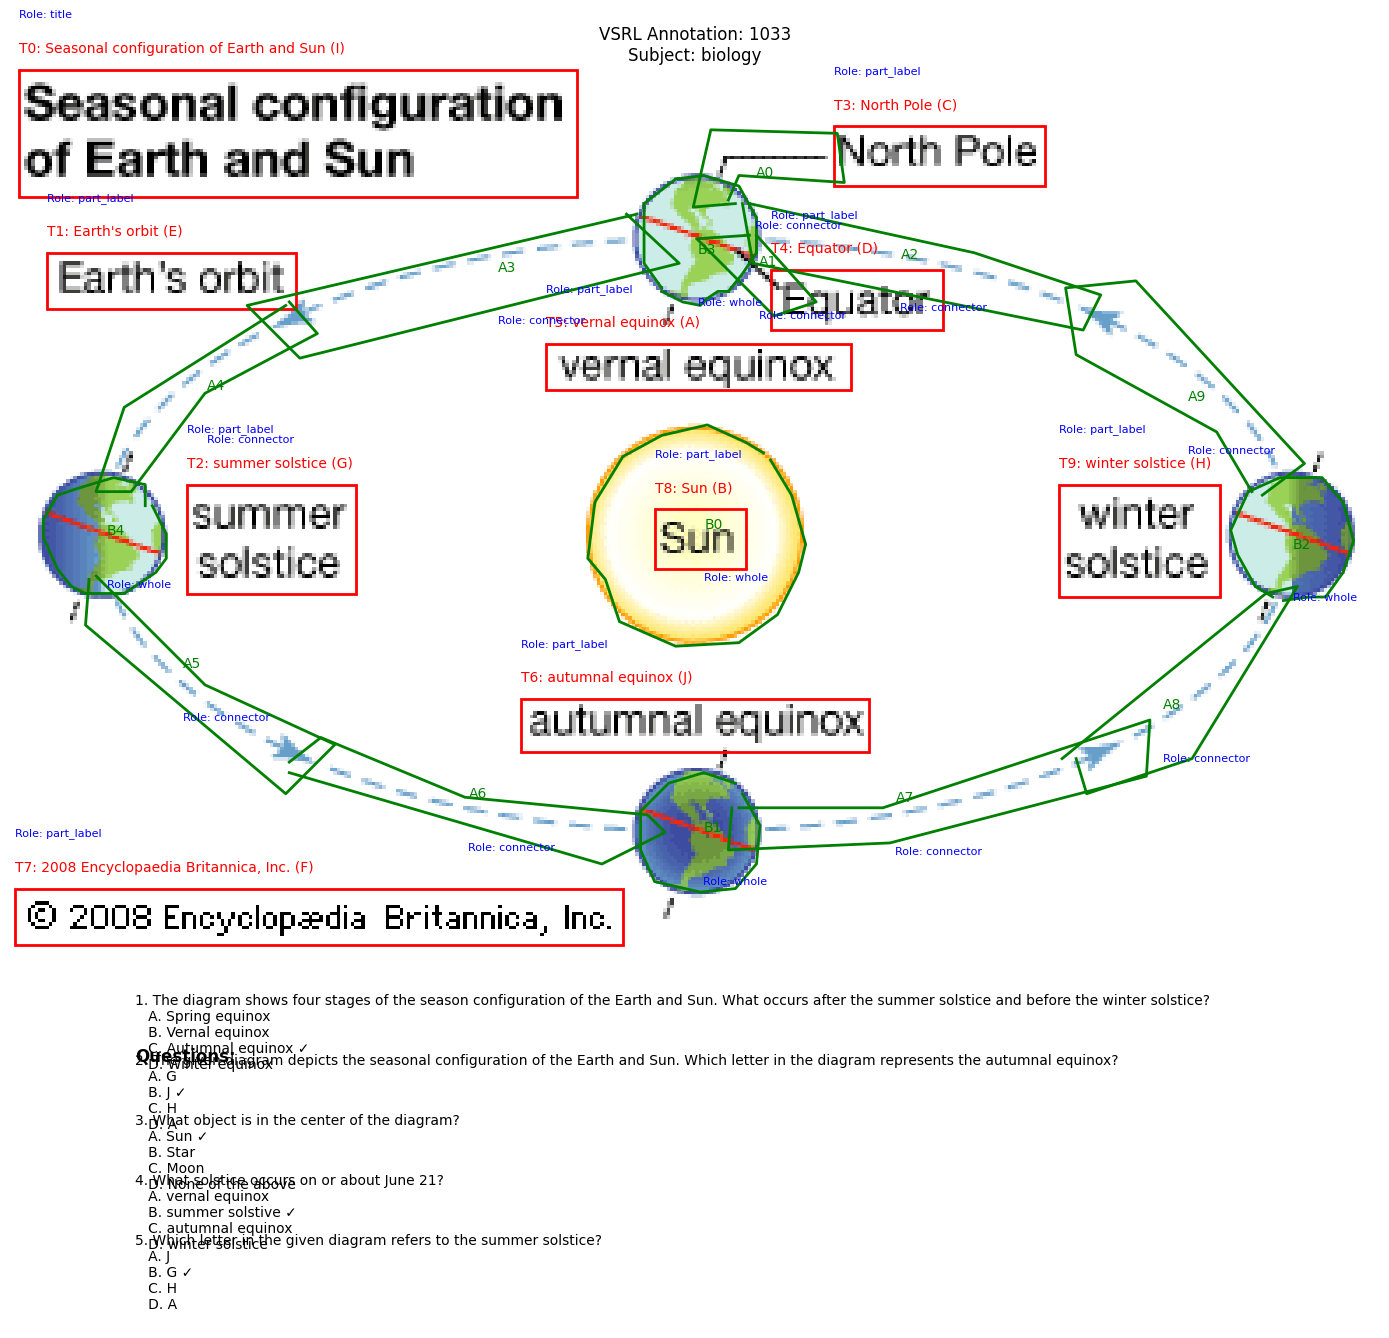 Role: title
VSRL Annotation: 1033
T0: Seasonal configuration of Earth and Sun (I)
Subject: biology
Seasonal configuration
of Earth and Sun
Role: part_label
T3: North Pole (C)
North Pole
A0
Role: part_label
T1: Earth's orbit (E)
Earth's orbit
Role: part_label
Role: connector
T4: Equator (D)
Equator
B3
A1
A2
A3
Role: part_label
Role: whole
Role: connector
Role: connector
Role: connector
T5: vernal equinox (A)
vernal equinox
A4
A9
Role: part_label
Role: connector
T2: summer solstice (G)
summer
solstice
B4
Role: whole
Role: part_label
T8: Sun (B)
B0
Sun
Role: whole
Role: part_label
Role: connector
T9: winter solstice (H)
winter
solstice
B2
Role: whole
Role: part_label
T6: autumnal equinox (J)
autumnal equinox
A5
Role: connector
A8
Role: connector
A6
Role: connector
A7
Role: connector
B1
Role: whole
Role: part_label
T7: 2008 Encyclopaedia Britannica, Inc. (F)
© 2008 Encyclopædia Britannica, Inc.
1. The diagram shows four stages of the season configuration of the Earth and Sun. What occurs after the summer solstice and before the winter solstice?
A. Spring equinox
B. Vernal equinox
C. Autumnal equinox ✓
D. Winter equinox
Questions:
2. diagram depicts the seasonal configuration of the Earth and Sun. Which letter in the diagram represents the autumnal equinox?
A. G
B. J ✓
C. H
D. A
3. What object is in the center of the diagram?
A. Sun ✓
B. Star
C. Moon
D. None of the above
4. What solstice occurs on or about June 21?
A. vernal equinox
B. summer solstive ✓
C. autumnal equinox
D. winter solstice
5. Which letter in the given diagram refers to the summer solstice?
A. J
B. G ✓
C. H
D. A